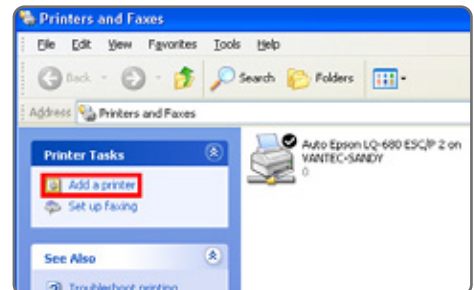 Printers and Faxes
File Edit View Favorites Tools Help
Back Search Folders
Address Printers and Faxes
Printer Tasks
Add a printer
Set up faxing
See Also
Troubleshoot printing
Auto Epson LQ-680 ESC/P 2 on
VANTEC-SANDY
0